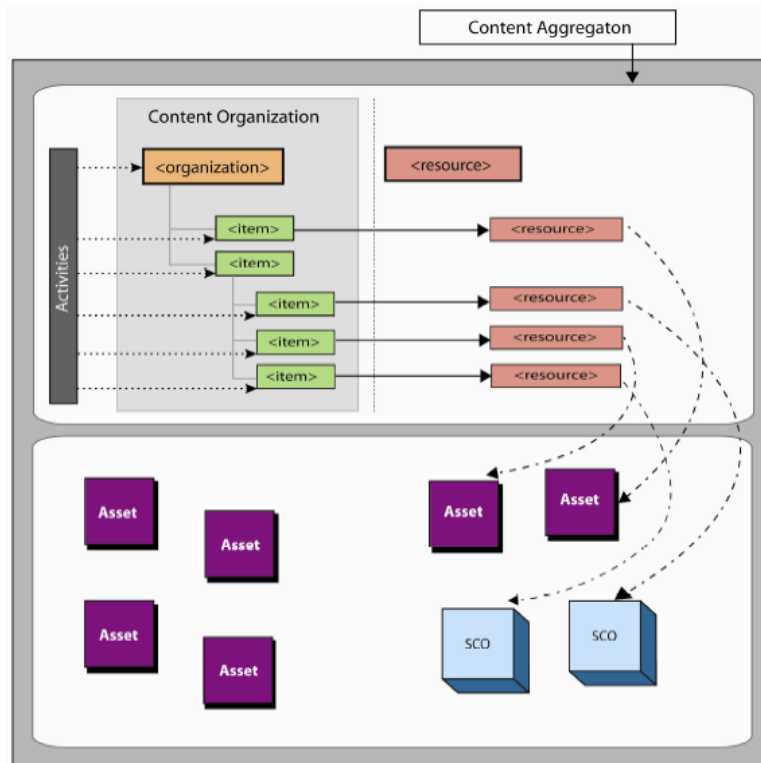 Content Aggregaton
Content Organization
<organization>
<resource>
<item>
<resource>
<item>
<item>
<resource>
<item>
<resource>
<item>
<resource>
Activities
Asset
Asset
Asset
Asset
Asset
Asset
SCO
SCO